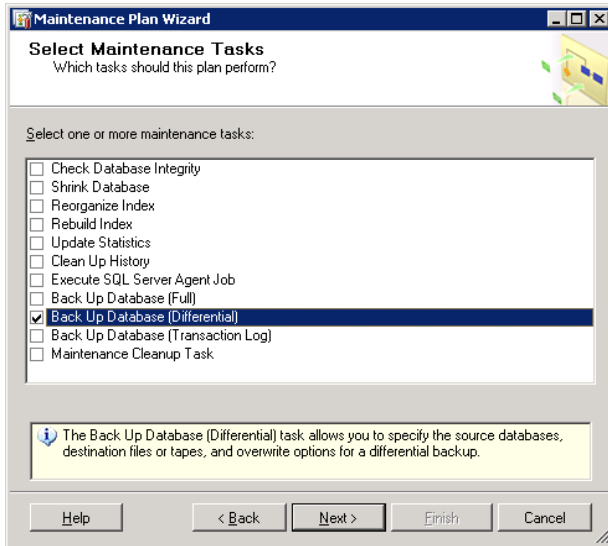 Maintenance Plan Wizard
Select Maintenance Tasks
Which tasks should this plan perform?
Select one or more maintenance tasks:
Check Database Integrity
Shrink Database
Reorganize Index
Rebuild Index
Update Statistics
Clean Up History
Execute SQL Server Agent Job
Back Up Database (Full)
Back Up Database (Differential)
Back Up Database (Transaction Log)
Maintenance Cleanup Task
The Back Up Database (Differential) task allows you to specify the source databases,
destination files or tapes, and overwrite options for a differential backup.
Help < Back Next > Finish Cancel